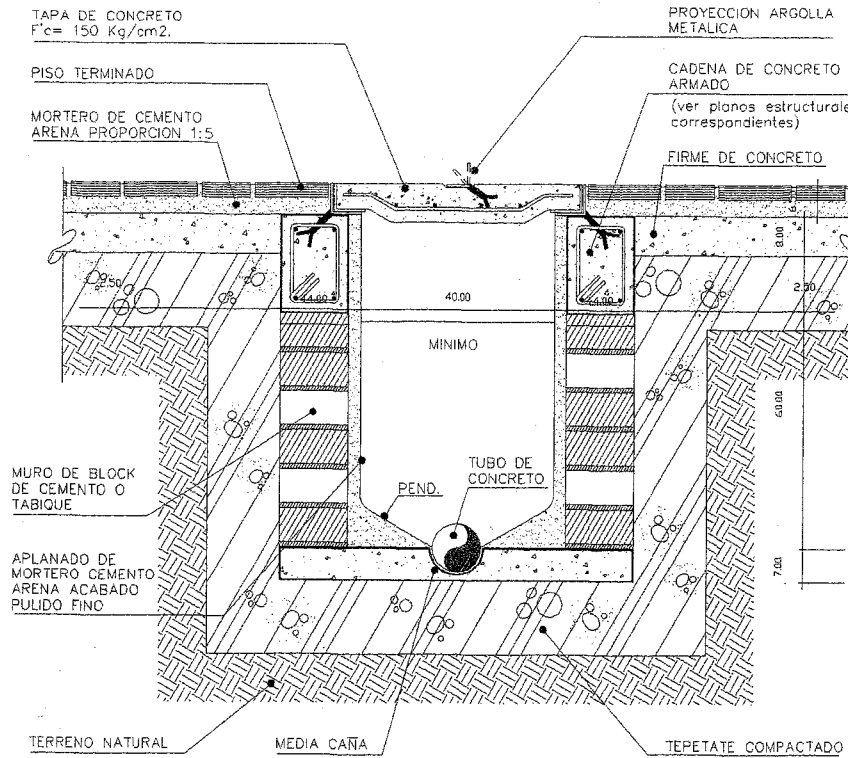 TAPA DE CONCRETO
F'c= 150 Kg/cm2.
PISO TERMINADO
MORTERO DE CEMENTO
ARENA PROPORCION 1:5
PROYECCION ARGOLLA
METALICA
CADENA DE CONCRETO
ARMADO
(ver planos estructurale
correspondientes)
FIRME DE CONCRETO
8.00
2.50
14.00
40.00
14.00
2.50
MINIMO
60.00
MURO DE BLOCK
DE CEMENTO O
TABIQUE
PEND.
TUBO DE
CONCRETO
APLANADO DE
MORTERO CEMENTO
ARENA ACABADO
PULIDO FINO
7.00
TERRENO NATURAL
MEDIA CAÑA
TEPETATE COMPACTADO